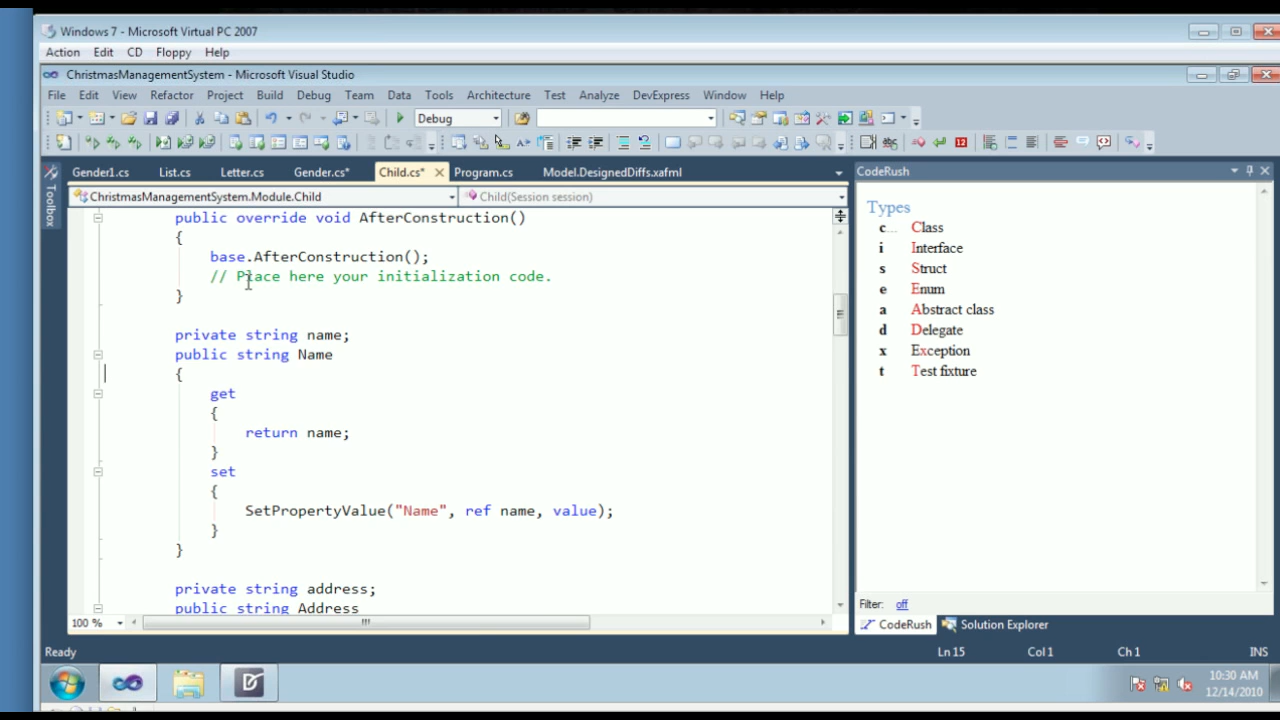 Windows 7 - Microsoft Virtual PC 2007
Action Edit CD Floppy Help
ChristmasManagementSystem - Microsoft Visual Studio
File Edit View Refactor Project Build Debug Team Tools Architecture Test Analyze DevExpress Window Help
Debug
12
Gender1.cs List.cs Letter.cs Gender.cs* Child.cs* Program.cs Model.DesignedDiffs.xafml
Toolbox
ChristmasManagementSystem.Module.Child
Child(Session session)
public override void AfterConstruction()
{
base.AfterConstruction();
// Place here your initialization code.
}
private string name;
public string Name
{
get
{
return name;
}
set
{
SetPropertyValue("Name", ref name, value);
}
}
private string address;
public string Address
100 %
CodeRush
Types
c Class
i Interface
s Struct
e Enum
a Abstract class
d Delegate
x Exception
t Test fixture
Filter: off
CodeRush Solution Explorer
Ready Ln 15 Col 1 Ch 1 INS
10:30 AM
12/14/2010